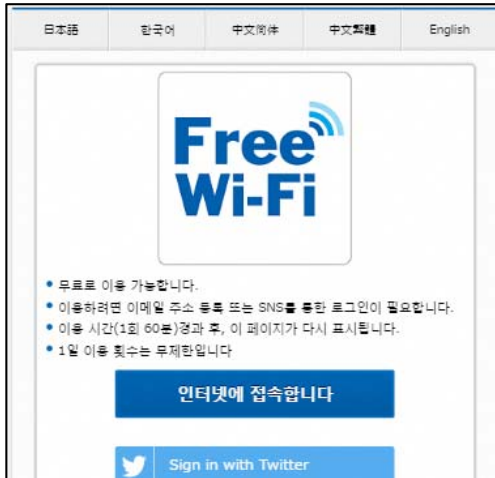 日本語 한국어 中文简体 中文繁體 English
Free
Wi-Fi
• 무료로 이용 가능합니다.
• 이용하려면 이메일 주소 등록 또는 SNS를 통한 로그인이 필요합니다.
• 이용 시간(1회 60분)경과 후, 이 페이지가 다시 표시됩니다.
• 1일 이용 횟수는 무제한입니다
인터넷에 접속합니다
Sign in with Twitter